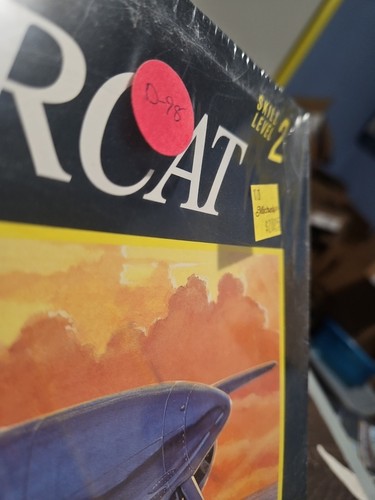 RCAT
D-98
SKILL
LEVEL 2